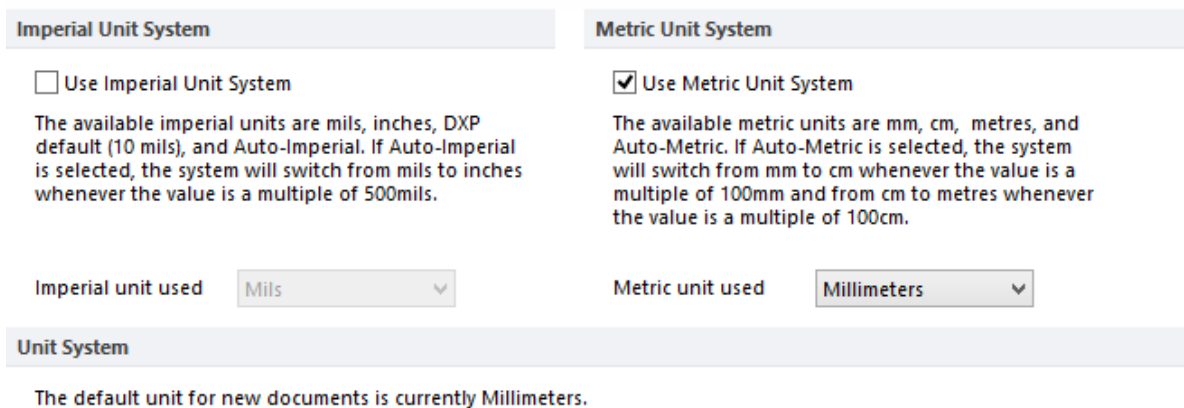 Imperial Unit System
Use Imperial Unit System
The available imperial units are mils, inches, DXP
default (10 mils), and Auto-Imperial. If Auto-Imperial
is selected, the system will switch from mils to inches
whenever the value is a multiple of 500mils.
Imperial unit used
Mils
Metric Unit System
Use Metric Unit System
The available metric units are mm, cm, metres, and
Auto-Metric. If Auto-Metric is selected, the system
will switch from mm to cm whenever the value is a
multiple of 100mm and from cm to metres whenever
the value is a multiple of 100cm.
Metric unit used
Millimeters
Unit System
The default unit for new documents is currently Millimeters.